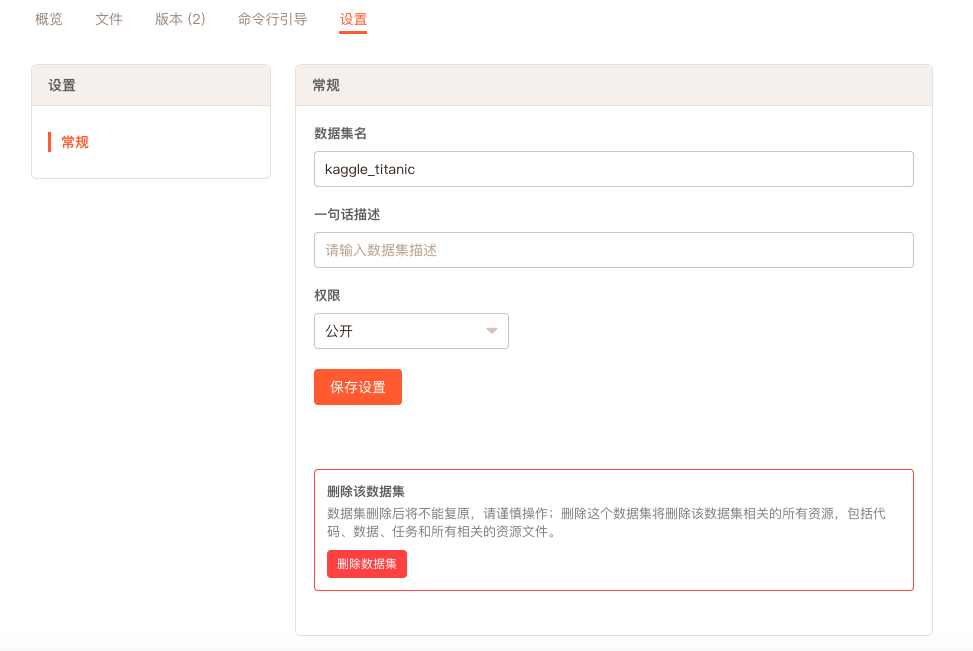 概览 文件 版本 (2) 命令行引导 设置
设置
常规
常规
数据集名
kaggle_titanic
一句话描述
请输入数据集描述
权限
公开
保存设置
删除该数据集
数据集删除后将不能复原，请谨慎操作；删除这个数据集将删除该数据集相关的所有资源，包括代
码、数据、任务和所有相关的资源文件。
删除数据集